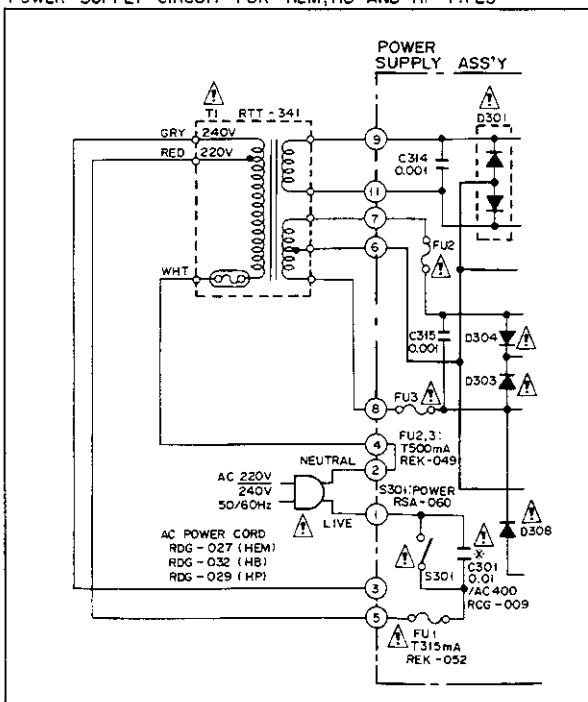 POWER SUPPLY CIRCUIT FOR HEM, HB AND HP TYPES
POWER
SUPPLY ASS'Y
T1 RTT-341
D301
GRY
240V
RED
220V
9
C314
0.001
11
7
6
FU2
WHT
C315
0.001
D304
D303
8
FU3
4
FU2,3:
T500mA
REK-049
NEUTRAL
2
AC 220V
240V
50/60Hz
S301:POWER
RSA-060
1
LIVE
D308
AC POWER CORD
RDG-027 (HEM)
RDG-032 (HB)
RDG-029 (HP)
S301
*
C301
0.01
/AC400
RCG-009
3
5
FU1
T315mA
REK-052